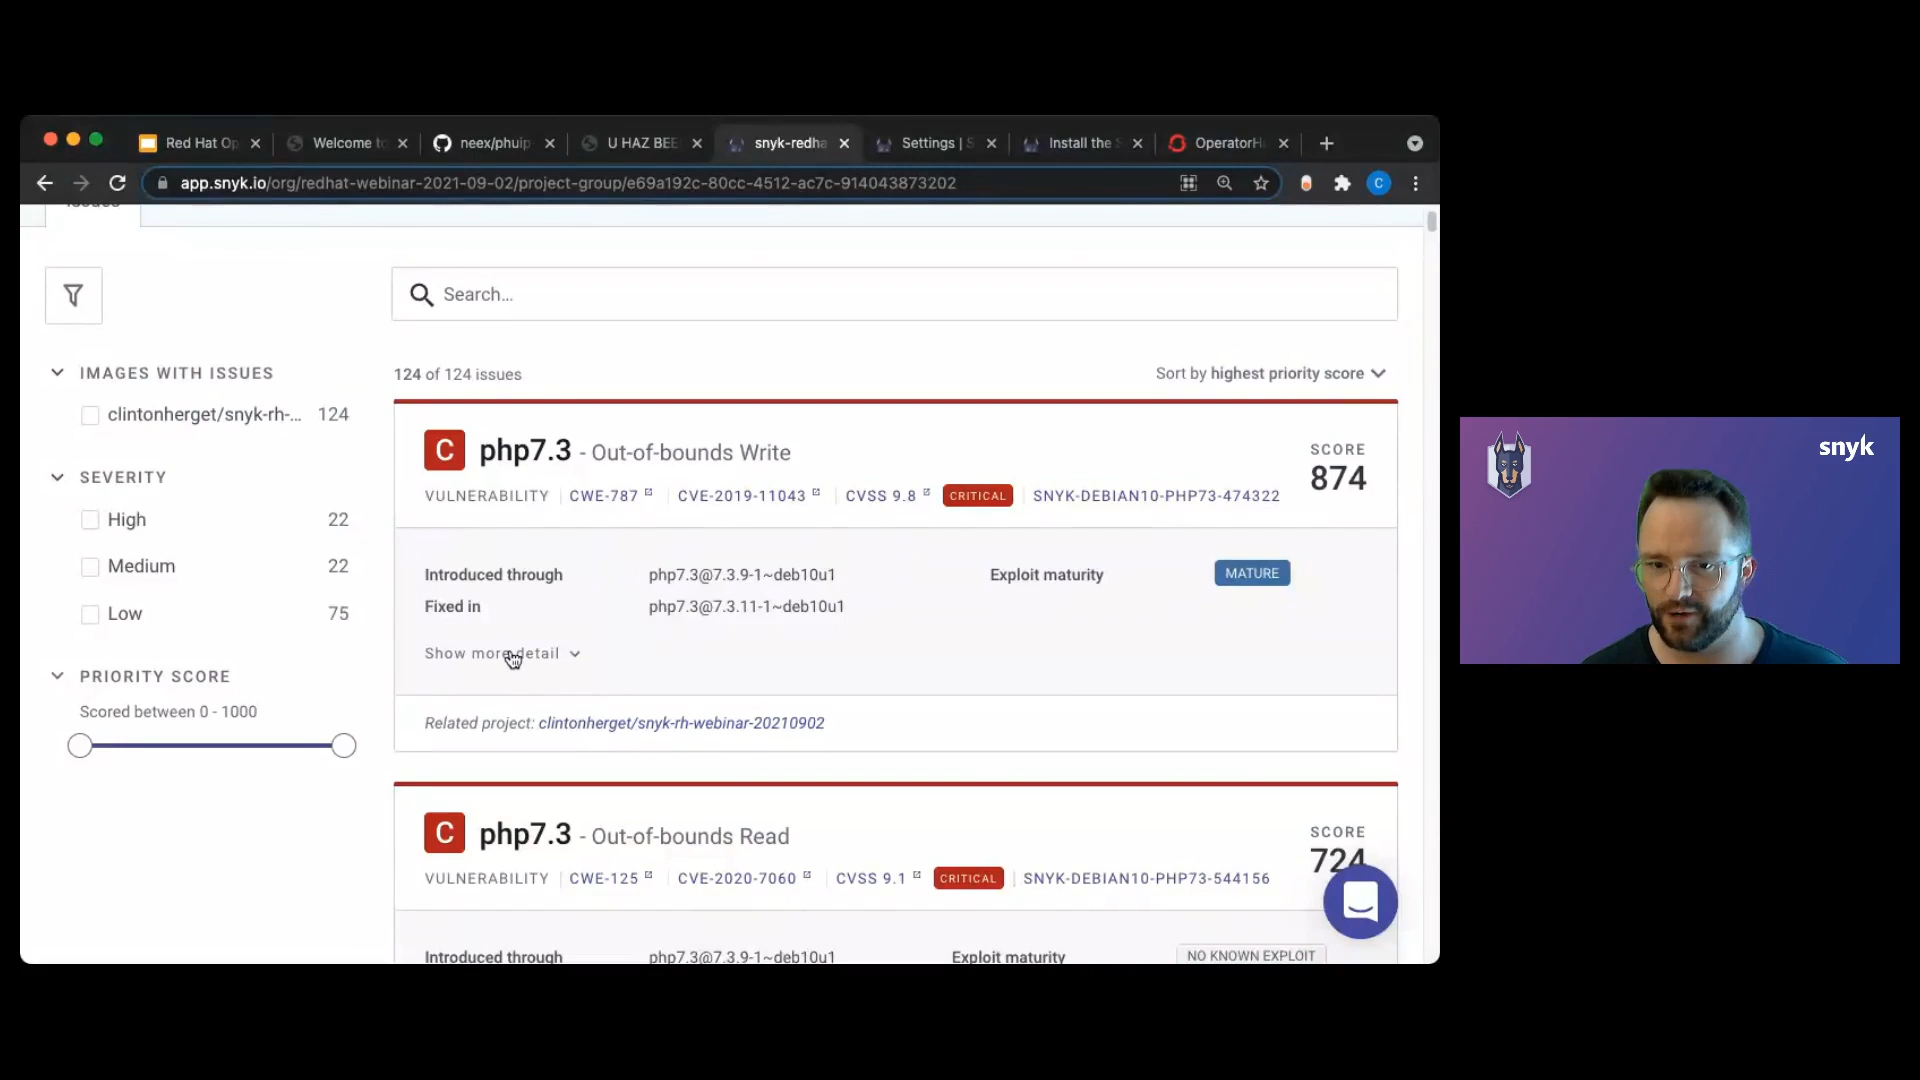 Red Hat Op
Welcome to
neex/phuip
U HAZ BEE
snyk-redha
Settings | S
Install the S
OperatorH
app.snyk.io/org/redhat-webinar-2021-09-02/project-group/e69a192c-80cc-4512-ac7c-914043873202
C
Issues
Search...
IMAGES WITH ISSUES
clintonherget/snyk-rh-... 124
SEVERITY
High 22
Medium 22
Low 75
PRIORITY SCORE
Scored between 0 - 1000
124 of 124 issues
Sort by highest priority score
C php7.3 - Out-of-bounds Write
SCORE
874
VULNERABILITY CWE-787 CVE-2019-11043 CVSS 9.8 CRITICAL SNYK-DEBIAN10-PHP73-474322
Introduced through php7.3@7.3.9-1~deb10u1 Exploit maturity MATURE
Fixed in php7.3@7.3.11-1~deb10u1
Show more detail
Related project: clintonherget/snyk-rh-webinar-20210902
C php7.3 - Out-of-bounds Read
SCORE
724
VULNERABILITY CWE-125 CVE-2020-7060 CVSS 9.1 CRITICAL SNYK-DEBIAN10-PHP73-544156
Introduced through php7.3@7.3.9-1~deb10u1 Exploit maturity NO KNOWN EXPLOIT
snyk